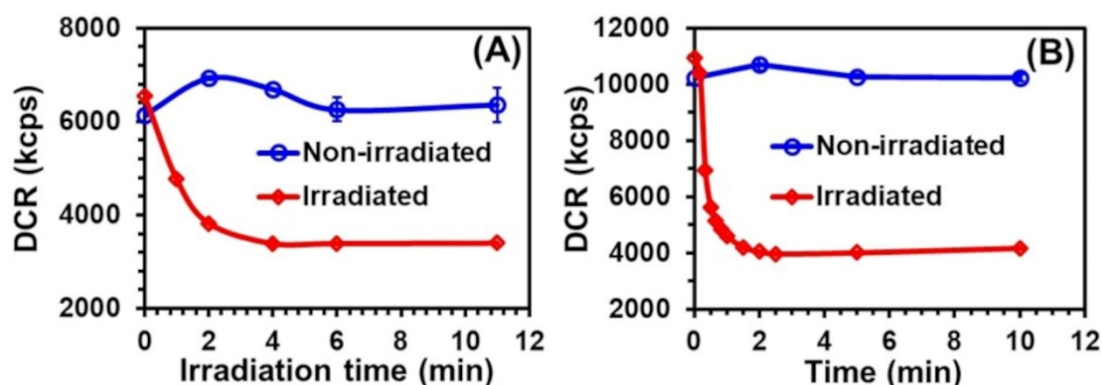 (A)
8000
6000
4000
2000
DCR (kcps)
Non-irradiated
Irradiated
0 2 4 6 8 10 12
Irradiation time (min)
(B)
12000
10000
8000
6000
4000
2000
DCR (kcps)
Non-irradiated
Irradiated
0 2 4 6 8 10 12
Time (min)